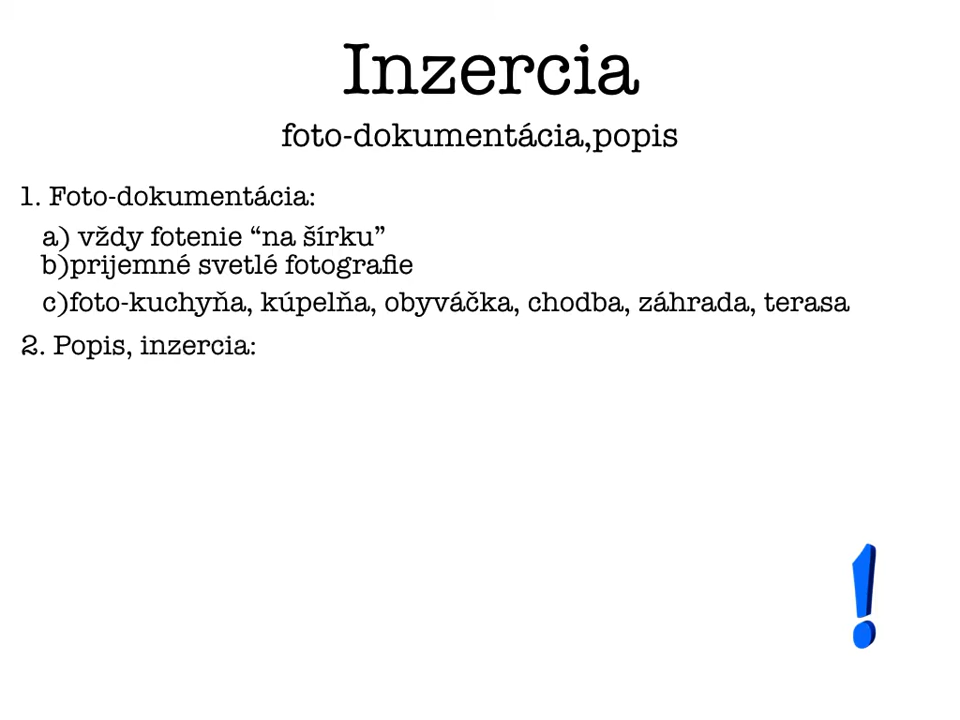 Inzercia
foto-dokumentácia,popis
1. Foto-dokumentácia:
a) vždy fotenie “na šírku”
b)prijemné svetlé fotografie
c)foto-kuchyňa, kúpelňa, obyváčka, chodba, záhrada, terasa
2. Popis, inzercia:
!